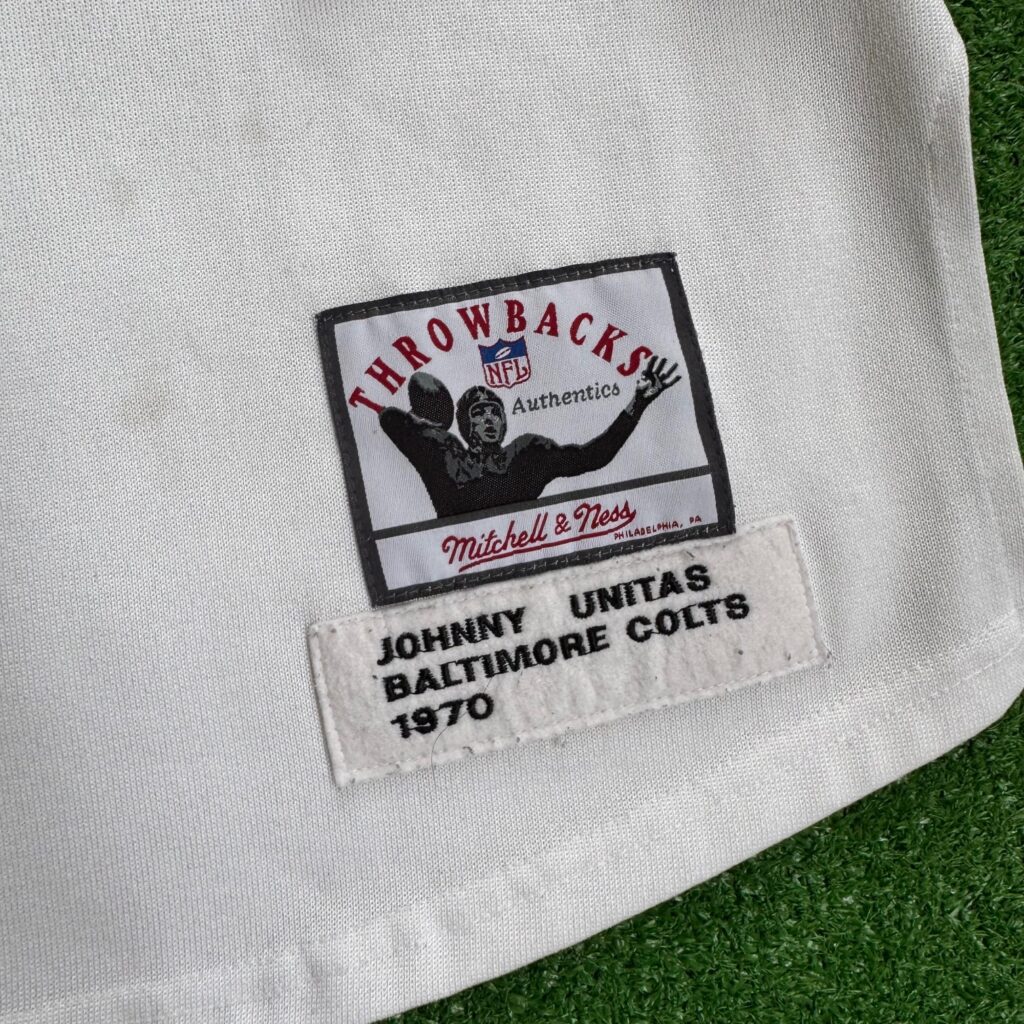 THROWBACKS
NFL
Authentics
Mitchell & Ness
PHILADELPHIA, PA
JOHNNY UNITAS
BALTIMORE COLTS
1970